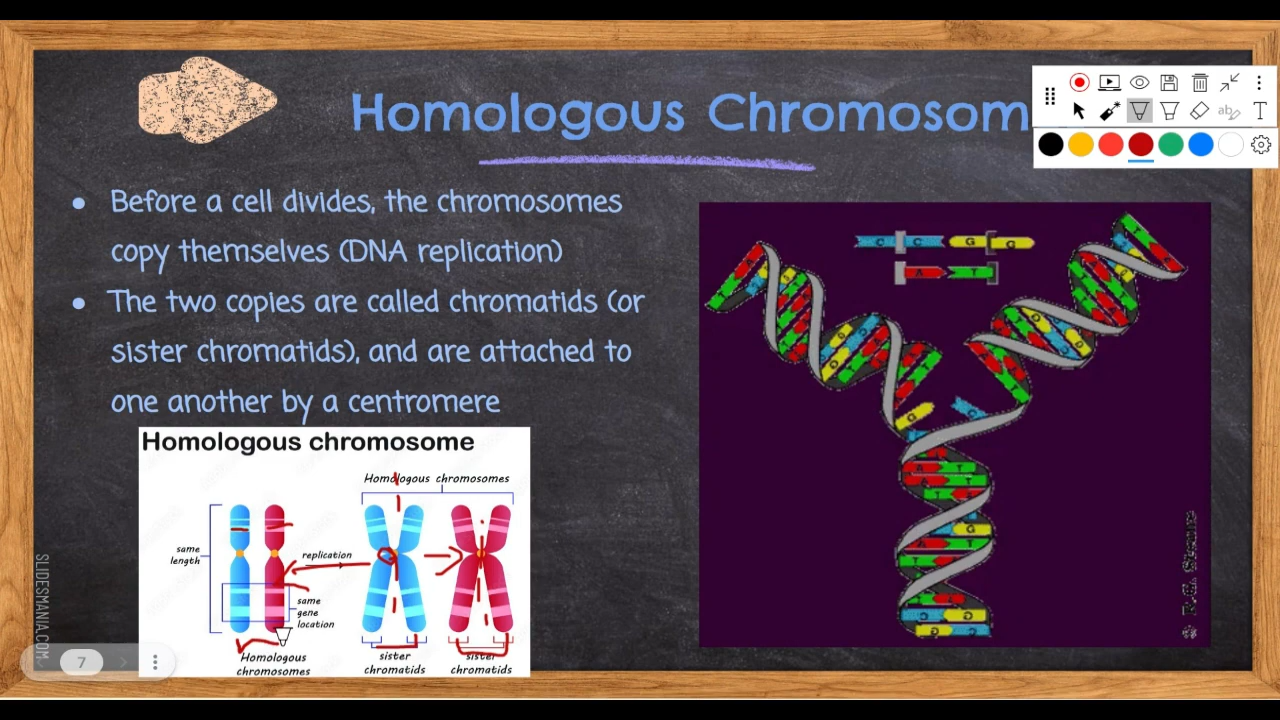 Homologous Chromosom
Before a cell divides, the chromosomes
copy themselves (DNA replication)
The two copies are called chromatids (or
sister chromatids), and are attached to
one another by a centromere
Homologous chromosome
Homologous chromosomes
same
length
replication
same
gene
location
Homologous
chromosomes
sister
chromatids
sister
chromatids
C C G G
A T
G
C
A T
G
A T
A
G
SLIDESMANIA.COM
7
ab
T